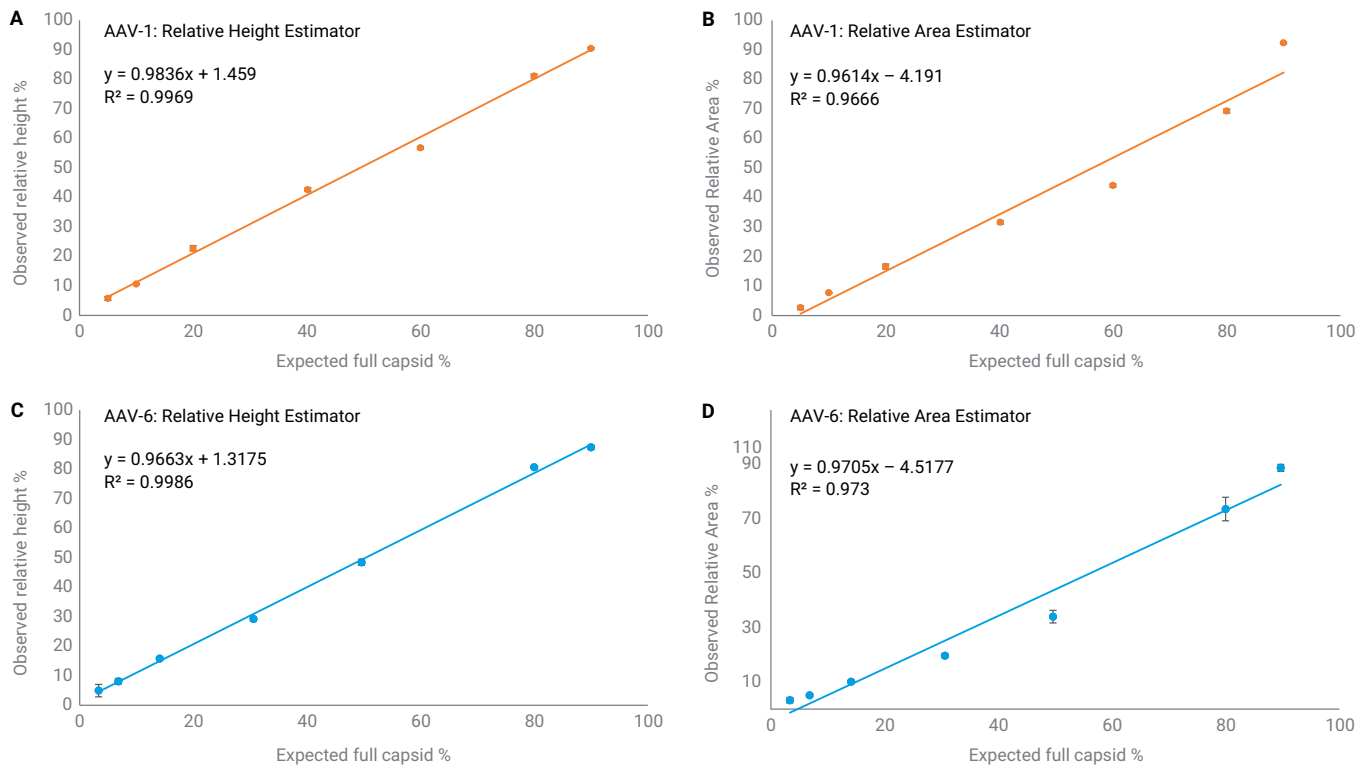 A
AAV-1: Relative Height Estimator
y = 0.9836x + 1.459
R² = 0.9969
Observed relative height %
100
90
80
70
60
50
40
30
20
10
0
0 20 40 60 80 100
Expected full capsid %
B
AAV-1: Relative Area Estimator
y = 0.9614x – 4.191
R² = 0.9666
Observed Relative Area %
100
90
80
70
60
50
40
30
20
10
0
0 20 40 60 80 100
Expected full capsid %
C
AAV-6: Relative Height Estimator
y = 0.9663x + 1.3175
R² = 0.9986
Observed relative height %
100
90
80
70
60
50
40
30
20
10
0
0 20 40 60 80 100
Expected full capsid %
D
AAV-6: Relative Area Estimator
y = 0.9705x – 4.5177
R² = 0.973
Observed Relative Area %
110
90
70
50
30
10
0 20 40 60 80 100
Expected full capsid %